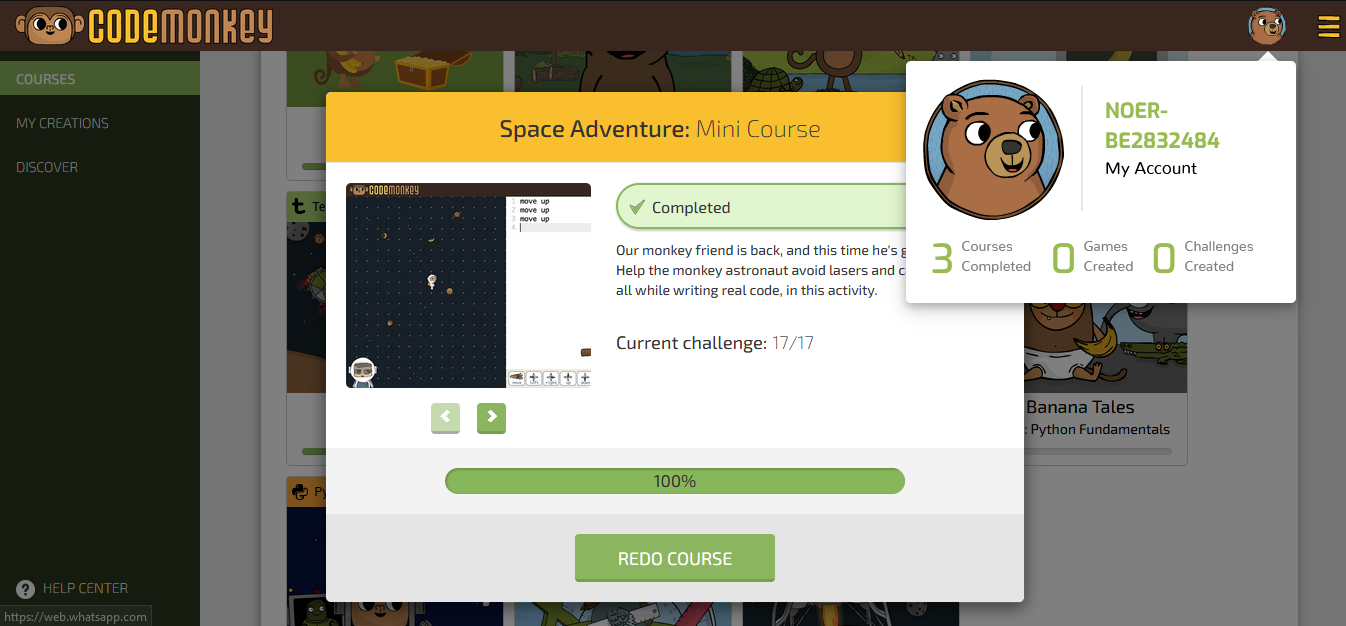 CODEMONKEY
COURSES
MY CREATIONS
DISCOVER
HELP CENTER
https://web.whatsapp.com
Space Adventure: Mini Course
CODEMONKEY
1 move up
2 move up
3 move up
4
Completed
Our monkey friend is back, and this time he's
Help the monkey astronaut avoid lasers and
all while writing real code, in this activity.
Current challenge: 17/17
100%
REDO COURSE
NOER-
BE2832484
My Account
3 Courses
Completed
0 Games
Created
0 Challenges
Created
Banana Tales
: Python Fundamentals